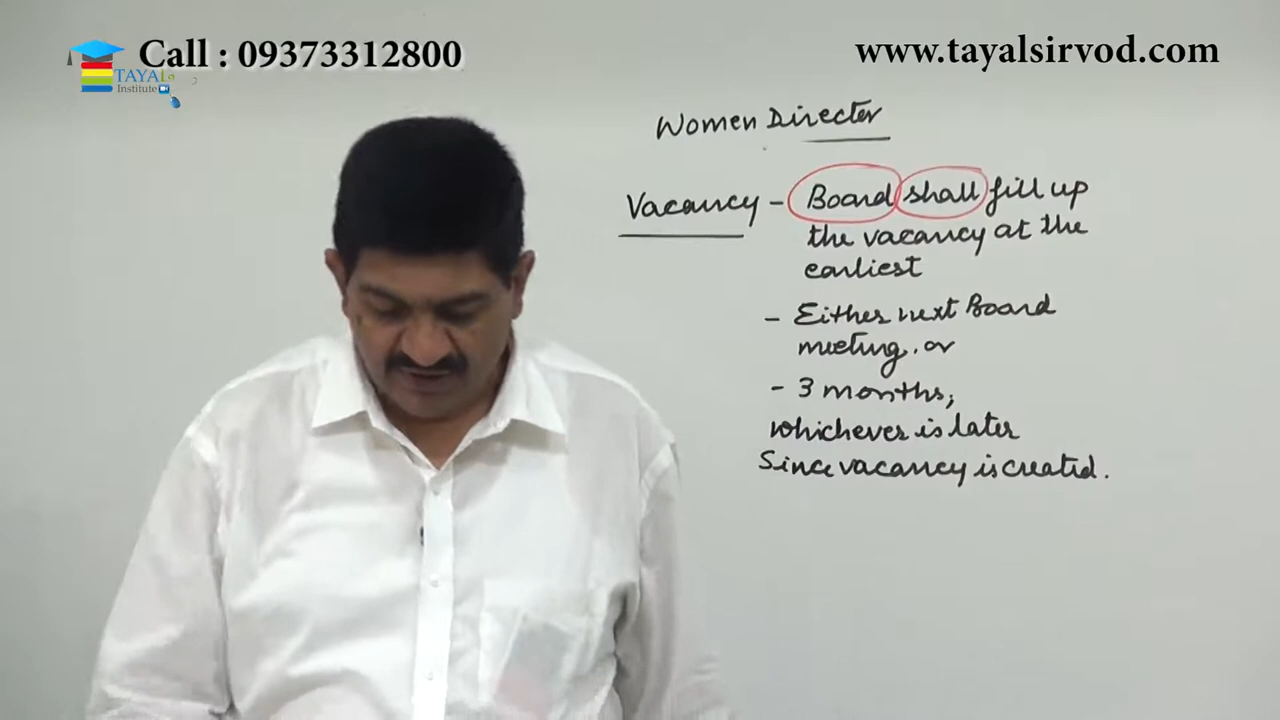 Call : 09373312800
www.tayalsirvod.com
TAYAL
Institute
Women Director
Vacancy - Board shall fill up
the vacancy at the
earliest
- Either next Board
meeting, or
- 3 months,
whichever is later
Since vacancy is created.